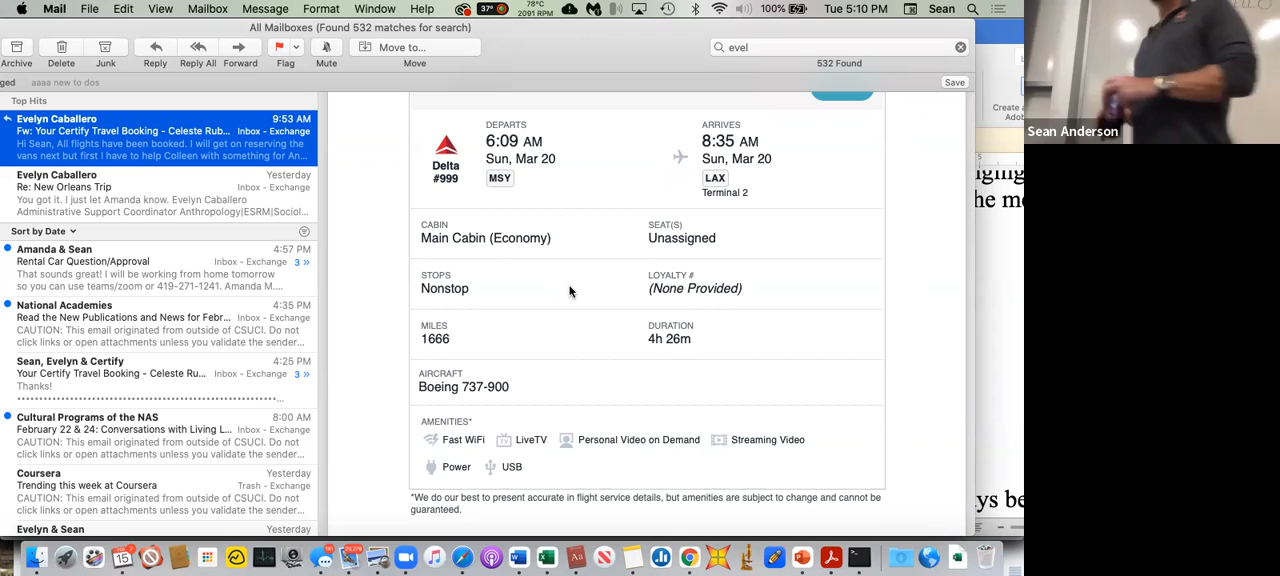 Mail File Edit View Mailbox Message Format Window Help 37° 78°C 2091 RPM 100% Tue 5:10 PM Sean
All Mailboxes (Found 532 matches for search)
Archive Delete Junk Reply Reply All Forward Flag Mute Move to... Move evel 532 Found
ged aaaa new to dos Save
Top Hits
Evelyn Caballero 9:53 AM
Fw: Your Certify Travel Booking - Celeste Rub... Inbox - Exchange
Hi Sean, All flights have been booked. I will get on reserving the
vans next but first I have to help Colleen with something for An...
Evelyn Caballero Yesterday
Re: New Orleans Trip Inbox - Exchange
You got it. I just let Amanda know. Evelyn Caballero
Administrative Support Coordinator Anthropology|ESRM|Sociol...
Sort by Date
Amanda & Sean 4:57 PM
Rental Car Question/Approval Inbox - Exchange 3 »
That sounds great! I will be working from home tomorrow
so you can use teams/zoom or 419-271-1241. Amanda M....
National Academies 4:35 PM
Read the New Publications and News for Febr... Inbox - Exchange
CAUTION: This email originated from outside of CSUCI. Do not
click links or open attachments unless you validate the sender...
Sean, Evelyn & Certify 4:25 PM
Your Certify Travel Booking - Celeste Ru... Inbox - Exchange 3 »
Thanks!
Cultural Programs of the NAS 8:00 AM
February 22 & 24: Conversations with Living L... Inbox - Exchange
CAUTION: This email originated from outside of CSUCI. Do not
click links or open attachments unless you validate the sender...
Coursera Yesterday
Trending this week at Coursera Trash - Exchange
CAUTION: This email originated from outside of CSUCI. Do not
click links or open attachments unless you validate the sender...
Evelyn & Sean Yesterday
DEPARTS ARRIVES
6:09 AM 8:35 AM
Delta Sun, Mar 20 Sun, Mar 20
#999 MSY LAX
Terminal 2
CABIN SEAT(S)
Main Cabin (Economy) Unassigned
STOPS LOYALTY #
Nonstop (None Provided)
MILES DURATION
1666 4h 26m
AIRCRAFT
Boeing 737-900
AMENITIES*
Fast WiFi LiveTV Personal Video on Demand Streaming Video
Power USB
*We do our best to present accurate in flight service details, but amenities are subject to change and cannot be
guaranteed.
Create a
Sean Anderson